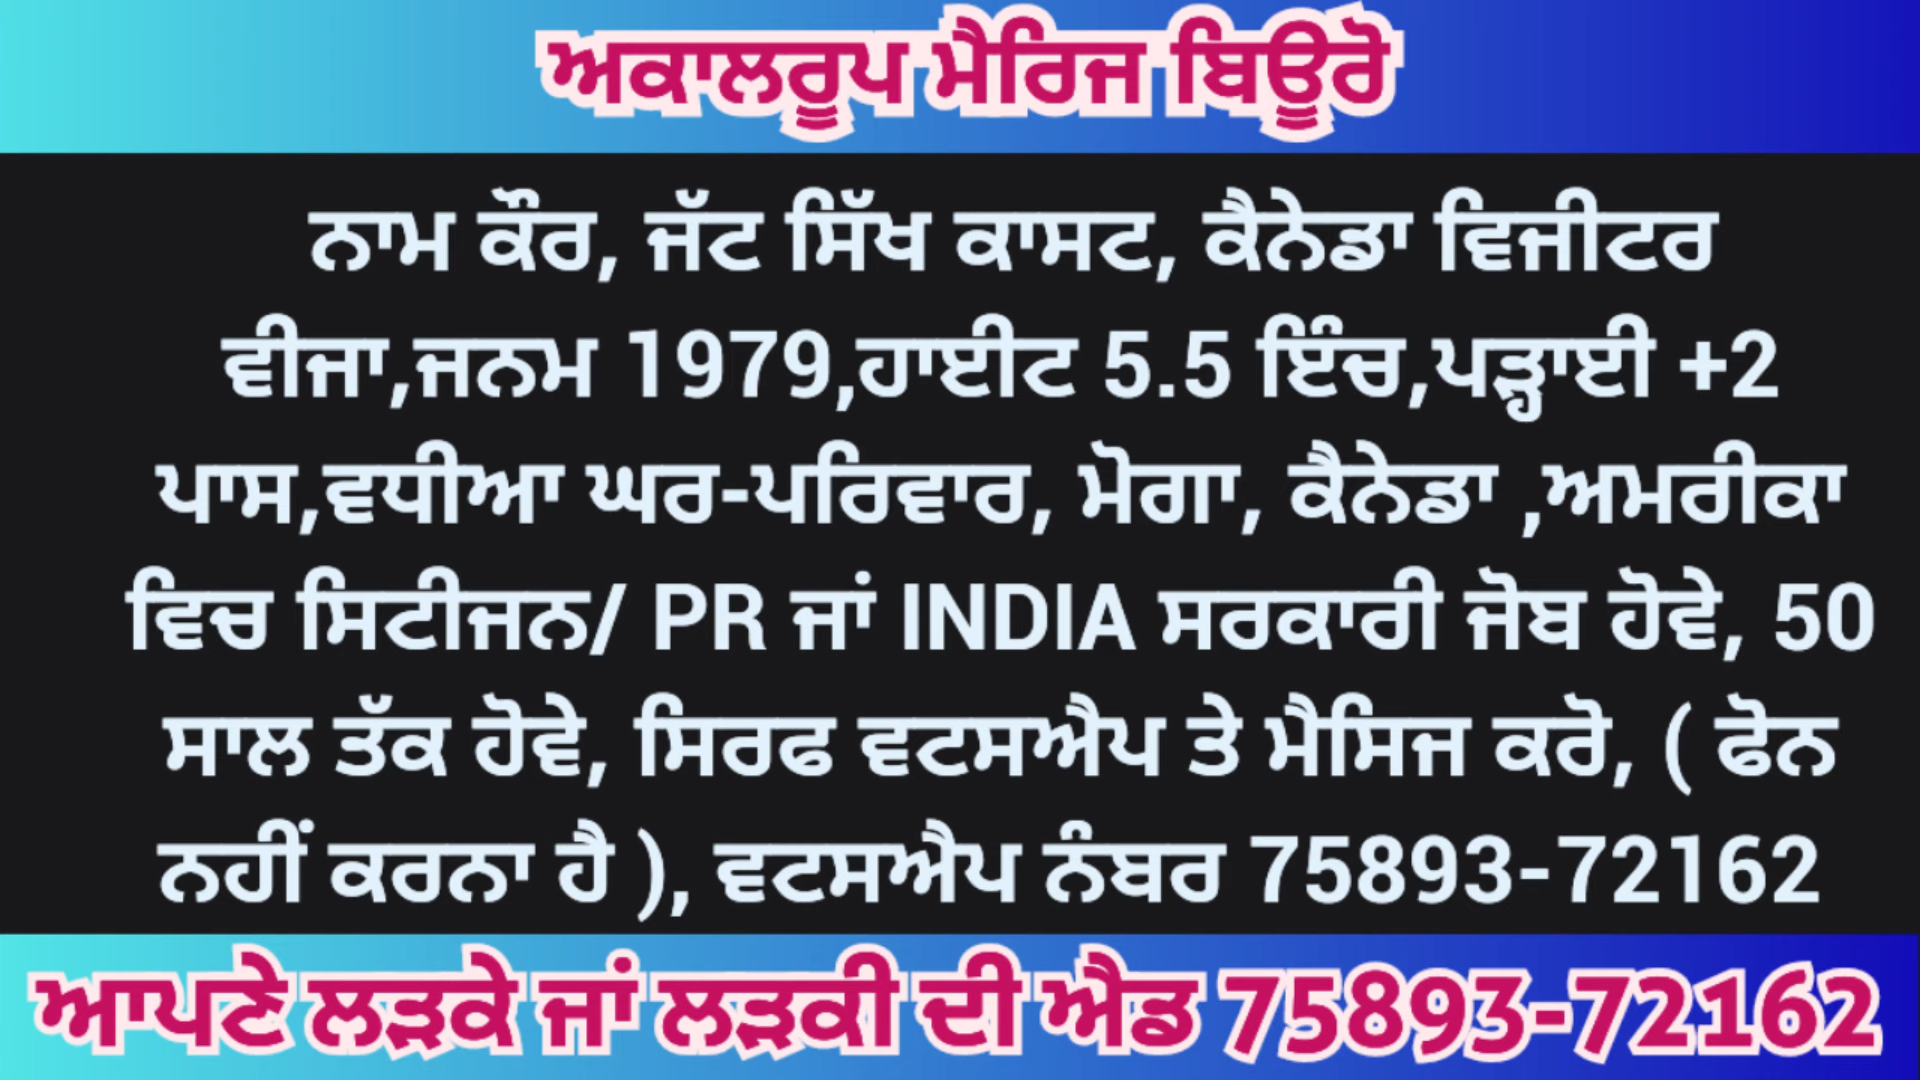 ਅਕਾਲਰੂਪ ਮੈਰਿਜ ਬਿਊਰੋ
ਨਾਮ ਕੌਰ, ਜੱਟ ਸਿੱਖ ਕਾਸਟ, ਕੈਨੇਡਾ ਵਿਜੀਟਰ
ਵੀਜਾ,ਜਨਮ 1979,ਹਾਈਟ 5.5 ਇੰਚ,ਪੜ੍ਹਾਈ +2
ਪਾਸ,ਵਧੀਆ ਘਰ-ਪਰਿਵਾਰ, ਮੋਗਾ, ਕੈਨੇਡਾ ,ਅਮਰੀਕਾ
ਵਿਚ ਸਿਟੀਜਨ/ PR ਜਾਂ INDIA ਸਰਕਾਰੀ ਜੋਬ ਹੋਵੇ, 50
ਸਾਲ ਤੱਕ ਹੋਵੇ, ਸਿਰਫ ਵਟਸਐਪ ਤੇ ਮੈਸਿਜ ਕਰੋ, ( ਫੋਨ
ਨਹੀਂ ਕਰਨਾ ਹੈ ), ਵਟਸਐਪ ਨੰਬਰ 75893-72162
ਆਪਣੇ ਲੜਕੇ ਜਾਂ ਲੜਕੀ ਦੀ ਐਡ 75893-72162